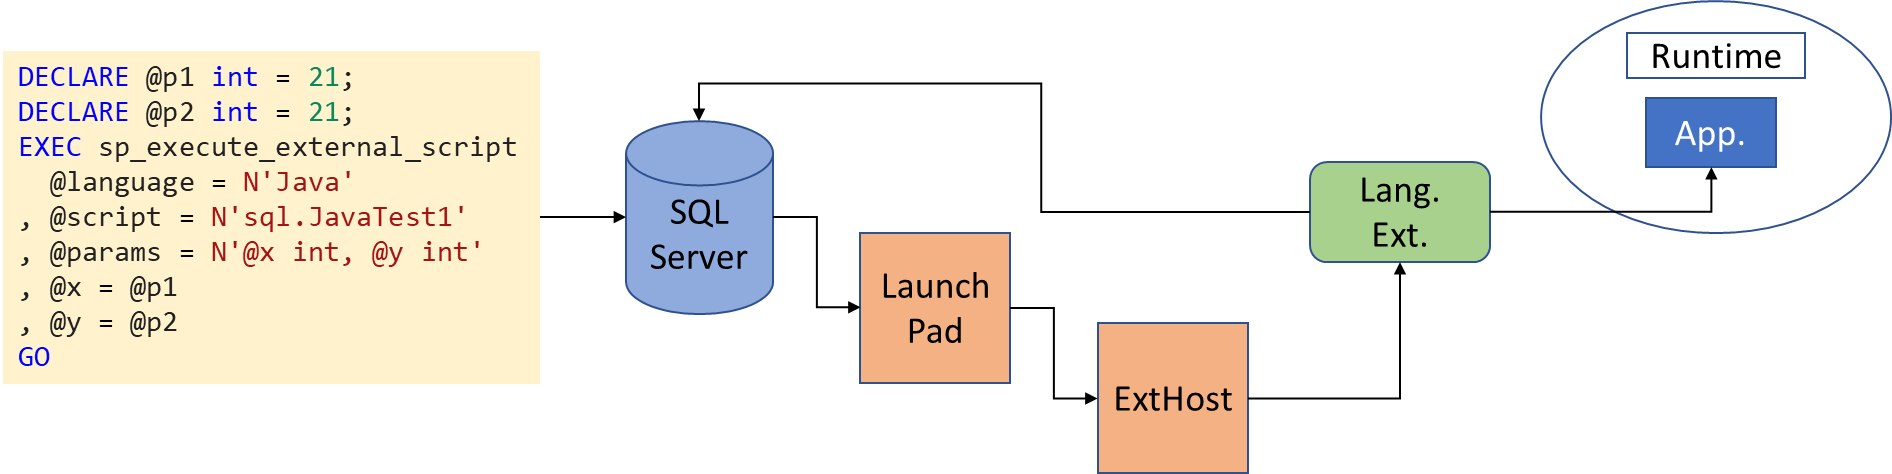 DECLARE @p1 int = 21;
DECLARE @p2 int = 21;
EXEC sp_execute_external_script
  @language = N'Java'
, @script = N'sql.JavaTest1'
, @params = N'@x int, @y int'
, @x = @p1
, @y = @p2
GO
SQL
Server
Launch
Pad
ExtHost
Lang.
Ext.
Runtime
App.